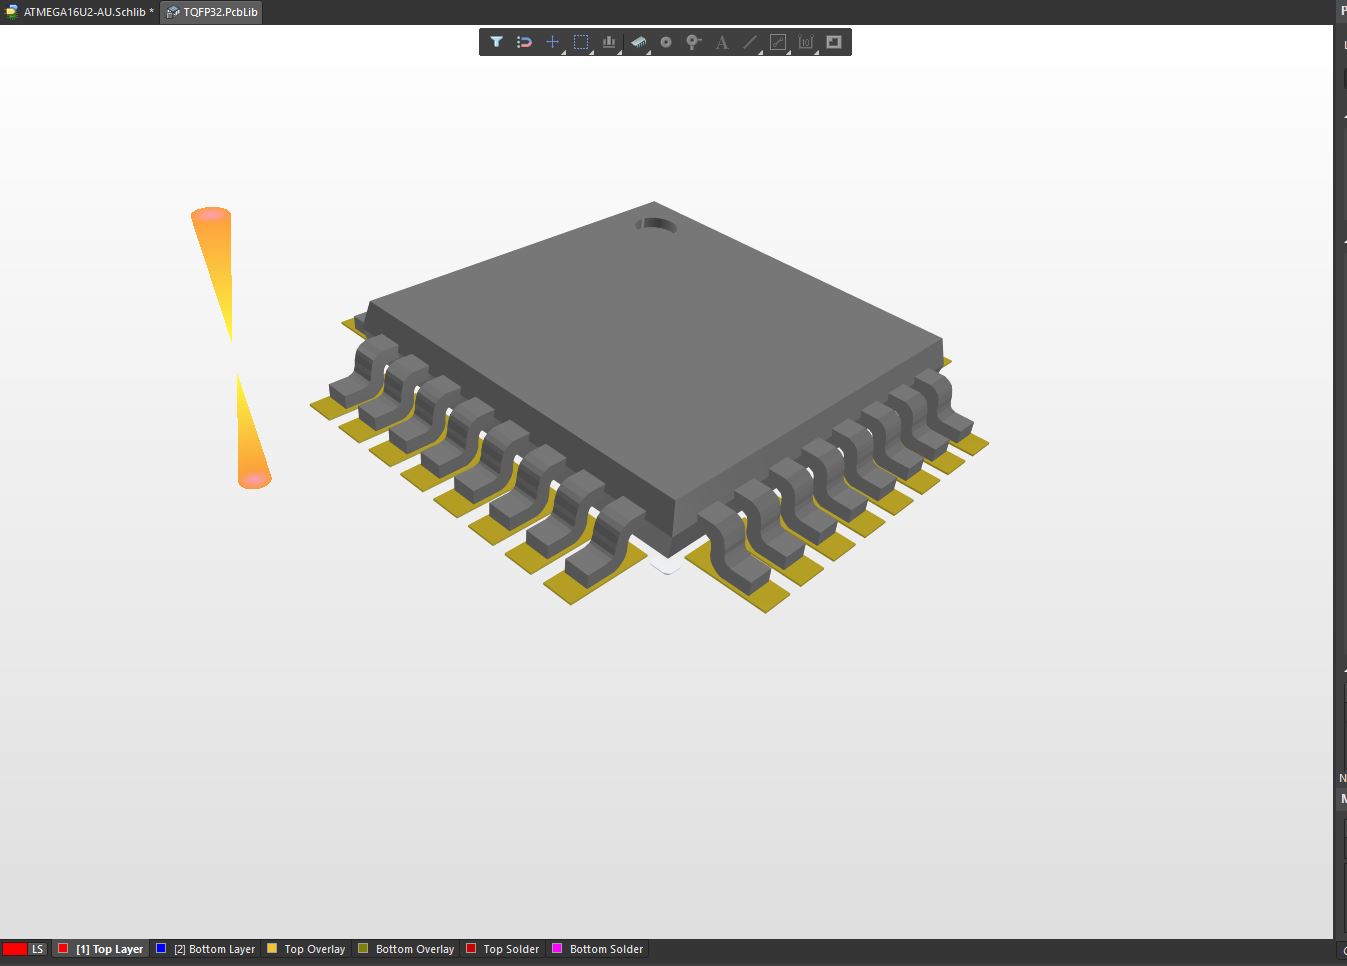 ATMEGA16U2-AU.Schlib * TQFP32.PcbLib
A 10
LS [1] Top Layer [2] Bottom Layer Top Overlay Bottom Overlay Top Solder Bottom Solder